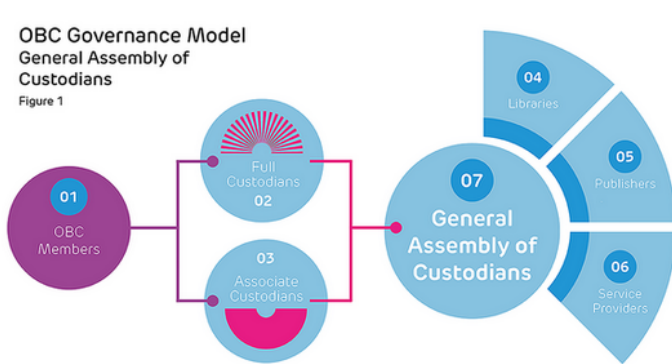 OBC Governance Model
General Assembly of
Custodians
Figure 1
01
OBC
Members
Full
Custodians
02
03
Associate
Custodians
07
General
Assembly of
Custodians
04
Libraries
05
Publishers
06
Service
Providers